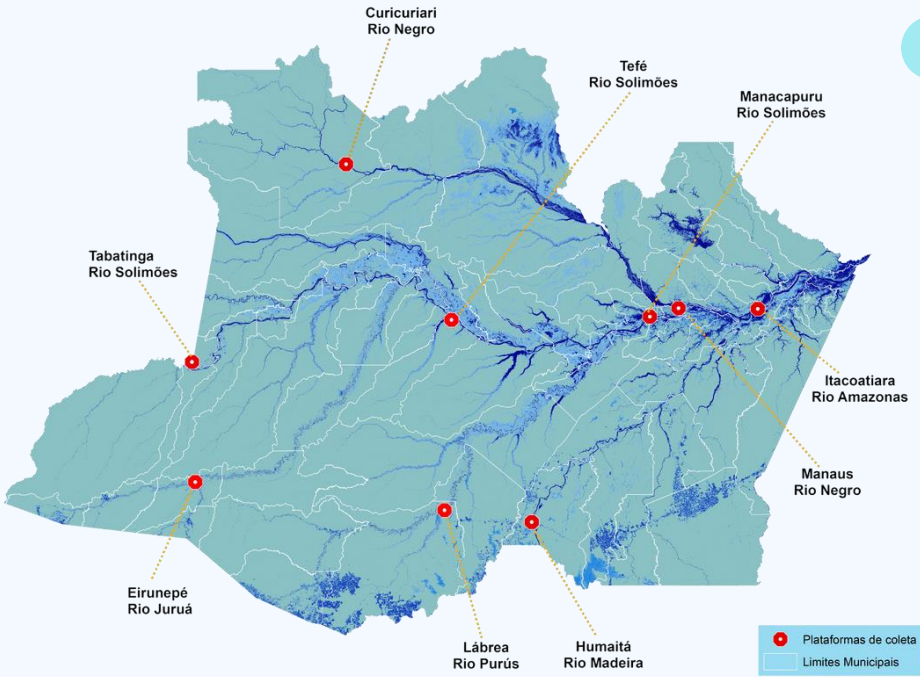 Curicuriari
Rio Negro
Tefé
Rio Solimões
Manacapuru
Rio Solimões
Tabatinga
Rio Solimões
Itacoatiara
Rio Amazonas
Manaus
Rio Negro
Eirunepé
Rio Juruá
Lábrea
Rio Purús
Humaitá
Rio Madeira
Plataformas de coleta
Limites Municipais